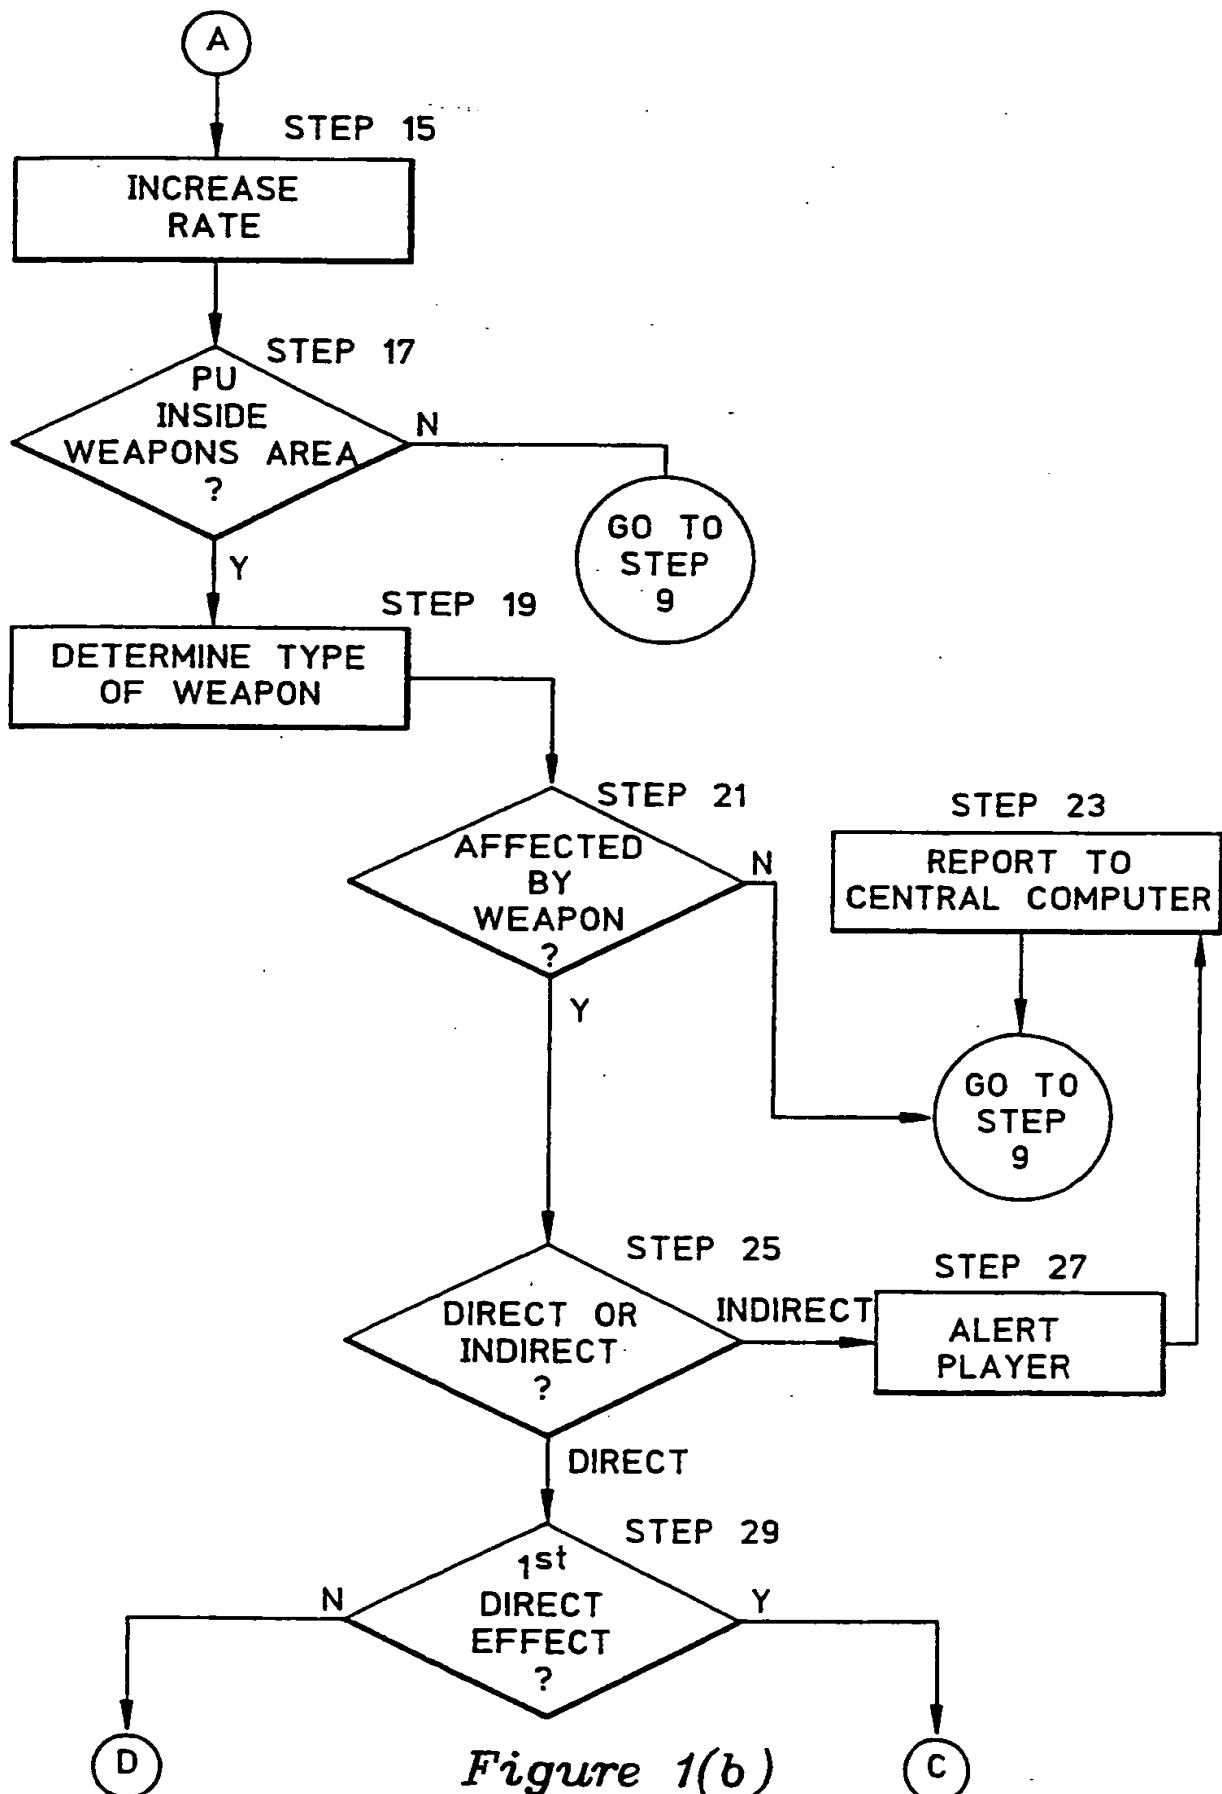 A
STEP 15
INCREASE
RATE
STEP 17
PU
INSIDE
WEAPONS AREA
?
N
Y
GO TO
STEP
9
STEP 19
DETERMINE TYPE
OF WEAPON
STEP 21
AFFECTED
BY
WEAPON
?
N
Y
STEP 23
REPORT TO
CENTRAL COMPUTER
GO TO
STEP
9
STEP 25
DIRECT OR
INDIRECT
?
INDIRECT
STEP 27
ALERT
PLAYER
DIRECT
STEP 29
1st
DIRECT
EFFECT
?
N
Y
D
C
Figure 1(b)